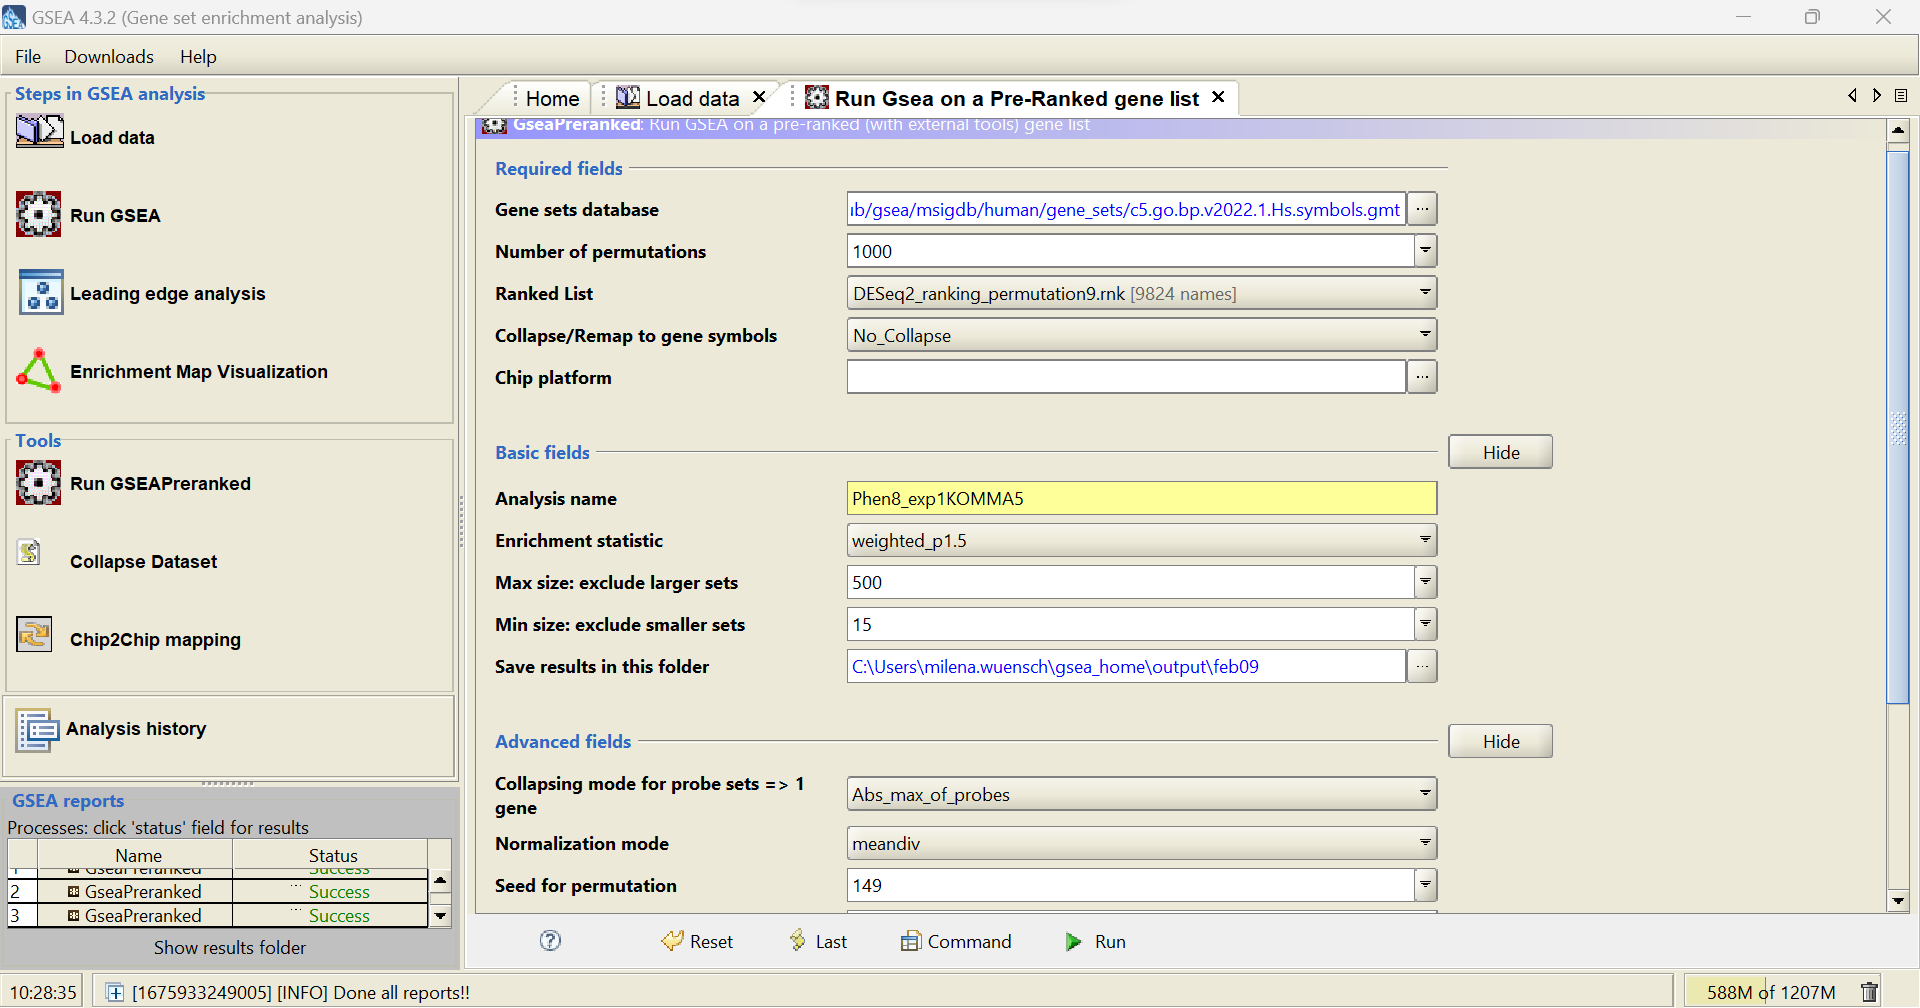 GSEA 4.3.2 (Gene set enrichment analysis)
File Downloads Help
Steps in GSEA analysis
Load data
Run GSEA
Leading edge analysis
Enrichment Map Visualization
Tools
Run GSEAPreranked
Collapse Dataset
Chip2Chip mapping
Analysis history
GSEA reports
Processes: click 'status' field for results
Name Status
1 GseaPreranked Success
2 GseaPreranked ... Success
3 GseaPreranked ... Success
Show results folder
Home Load data Run Gsea on a Pre-Ranked gene list
GseaPreranked: Run GSEA on a pre-ranked (with external tools) gene list
Required fields
Gene sets database ıb/gsea/msigdb/human/gene_sets/c5.go.bp.v2022.1.Hs.symbols.gmt ...
Number of permutations 1000
Ranked List DESeq2_ranking_permutation9.rnk [9824 names]
Collapse/Remap to gene symbols No_Collapse
Chip platform ...
Basic fields Hide
Analysis name Phen8_exp1KOMMA5
Enrichment statistic weighted_p1.5
Max size: exclude larger sets 500
Min size: exclude smaller sets 15
Save results in this folder C:\Users\milena.wuensch\gsea_home\output\feb09 ...
Advanced fields Hide
Collapsing mode for probe sets => 1
gene
Abs_max_of_probes
Normalization mode meandiv
Seed for permutation 149
? Reset Last Command Run
10:28:35 [1675933249005] [INFO] Done all reports!! 588M of 1207M